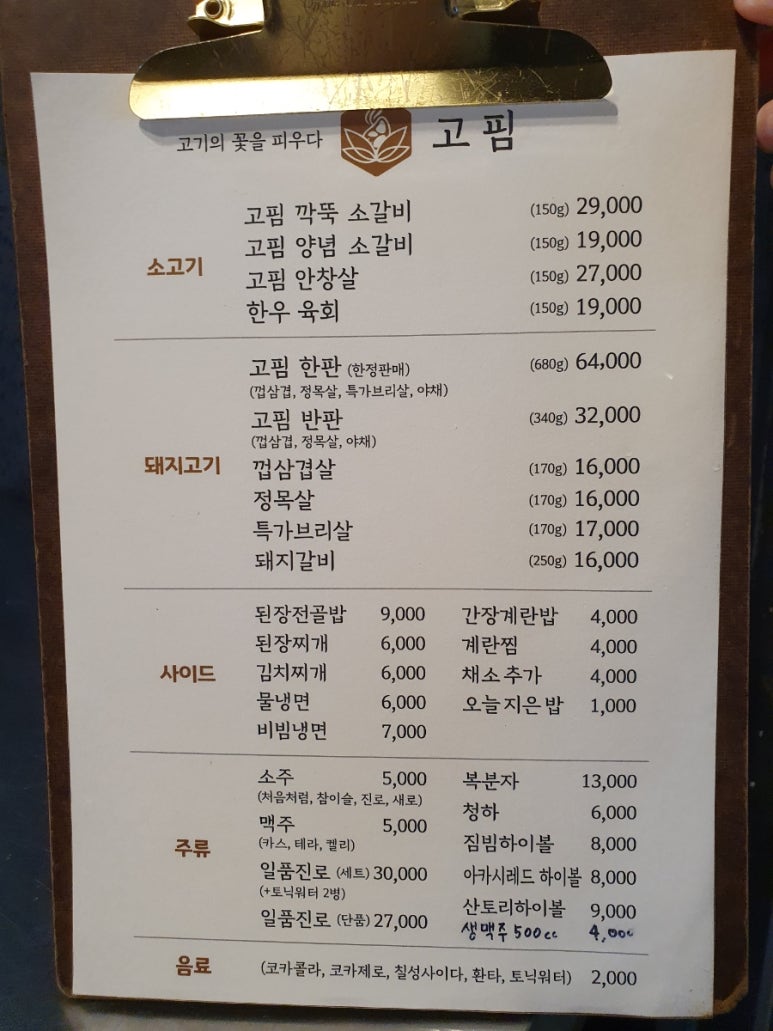 고기의 꽃을 피우다 고핌
소고기
고핌 깍뚝 소갈비 (150g) 29,000
고핌 양념 소갈비 (150g) 19,000
고핌 안창살 (150g) 27,000
한우 육회 (150g) 19,000
돼지고기
고핌 한판 (한정판매) (680g) 64,000
(껍삼겹, 정목살, 특가브리살, 야채)
고핌 반판 (340g) 32,000
(껍삼겹, 정목살, 야채)
껍삼겹살 (170g) 16,000
정목살 (170g) 16,000
특가브리살 (170g) 17,000
돼지갈비 (250g) 16,000
사이드
된장전골밥 9,000
된장찌개 6,000
김치찌개 6,000
물냉면 6,000
비빔냉면 7,000
간장계란밥 4,000
계란찜 4,000
채소 추가 4,000
오늘 지은 밥 1,000
주류
소주 5,000
(처음처럼, 참이슬, 진로, 새로)
맥주 5,000
(카스, 테라, 켈리)
일품진로 (세트) 30,000
(+토닉워터 2병)
일품진로 (단품) 27,000
복분자 13,000
청하 6,000
짐빔하이볼 8,000
아카시레드 하이볼 8,000
산토리하이볼 9,000
생맥주 500cc 4,000
음료
(코카콜라, 코카제로, 칠성사이다, 환타, 토닉워터) 2,000